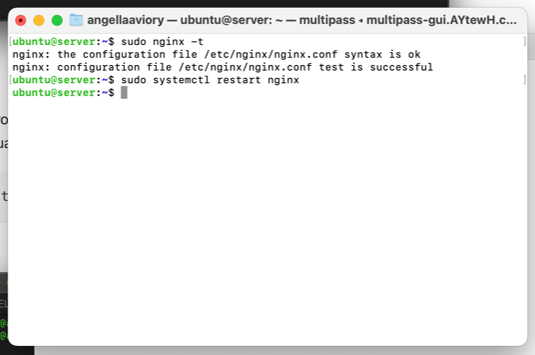 angellaaviory — ubuntu@server: ~ — multipass ◂ multipass-gui.AYtewH.c...
[ubuntu@server:~$ sudo nginx -t ]
nginx: the configuration file /etc/nginx/nginx.conf syntax is ok
nginx: configuration file /etc/nginx/nginx.conf test is successful
[ubuntu@server:~$ sudo systemctl restart nginx ]
ubuntu@server:~$